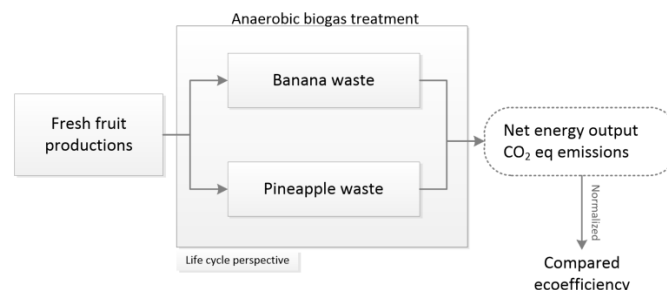 Anaerobic biogas treatment
Banana waste
Fresh fruit
productions
Pineapple waste
Net energy output
CO₂ eq emissions
Life cycle perspective
Normalized
Compared
ecoefficiency